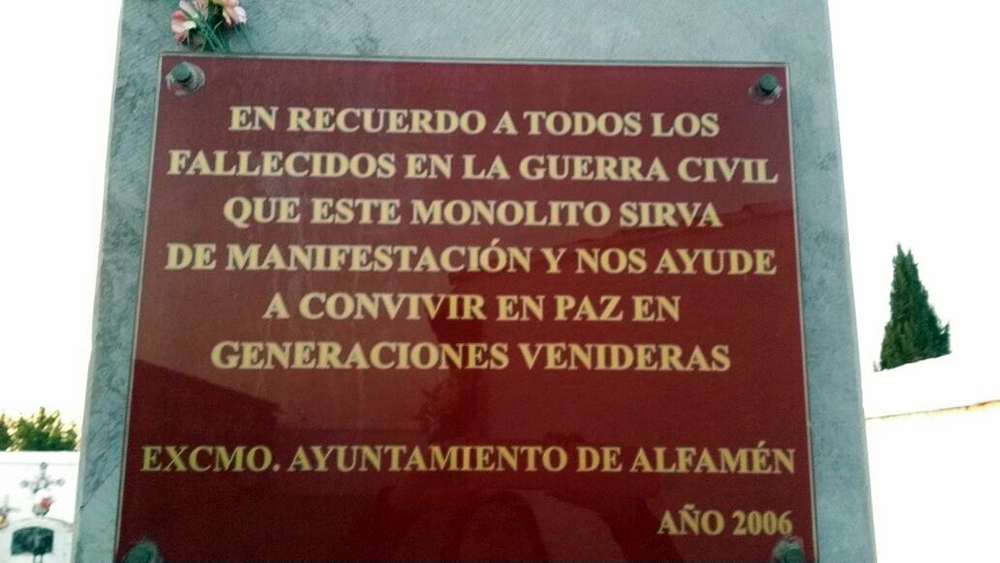 EN RECUERDO A TODOS LOS
FALLECIDOS EN LA GUERRA CIVIL
QUE ESTE MONOLITO SIRVA
DE MANIFESTACIÓN Y NOS AYUDE
A CONVIVIR EN PAZ EN
GENERACIONES VENIDERAS
EXCMO. AYUNTAMIENTO DE ALFAMÉN
AÑO 2006